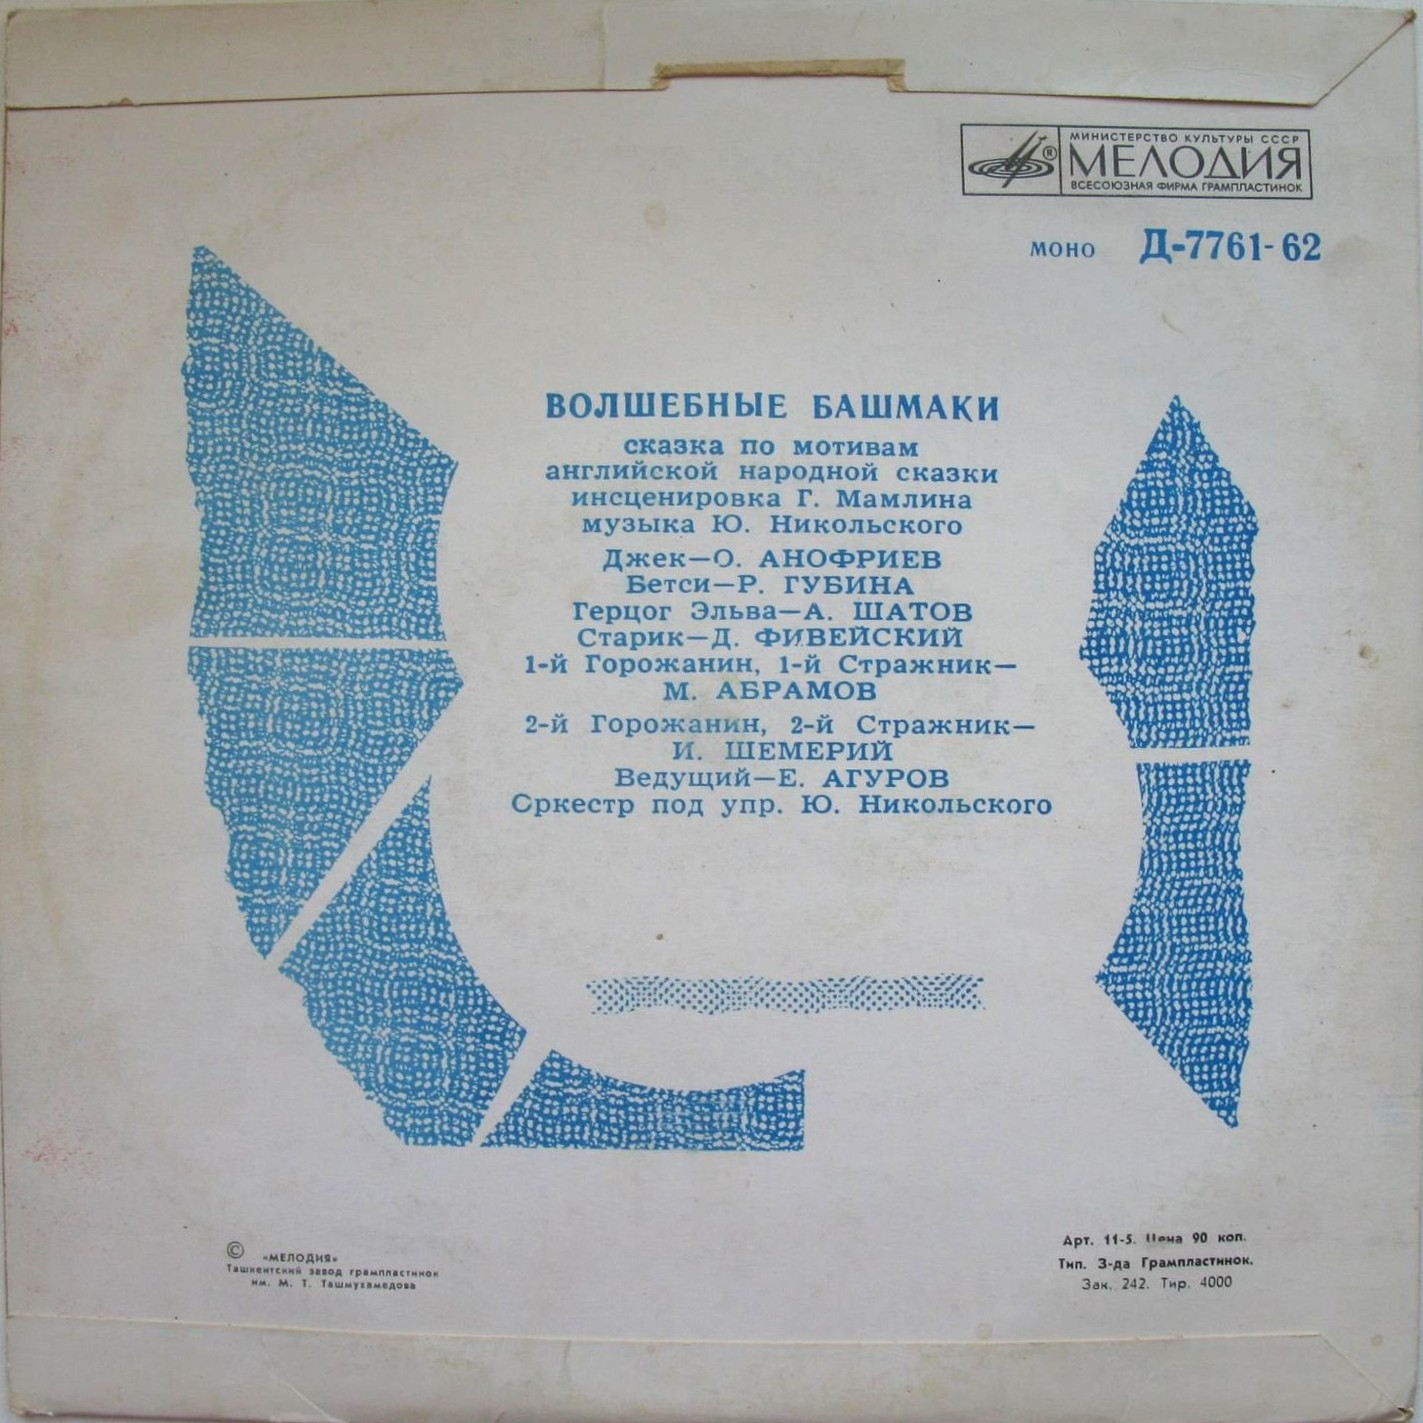 МИНИСТЕРСТВО КУЛЬТУРЫ СССР
МЕЛОДИЯ
ВСЕСОЮЗНАЯ ФИРМА ГРАМПЛАСТИНОК
®
МОНО Д-7761-62
ВОЛШЕБНЫЕ БАШМАКИ
сказка по мотивам
английской народной сказки
инсценировка Г. Мамлина
музыка Ю. Никольского
Джек—О. АНОФРИЕВ
Бетси—Р. ГУБИНА
Герцог Эльва—А. ШАТОВ
Старик—Д. ФИВЕЙСКИЙ
1-й Горожанин, 1-й Стражник—
М. АБРАМОВ
2-й Горожанин, 2-й Стражник—
И. ШЕМЕРИЙ
Ведущий—Е. АГУРОВ
Оркестр под упр. Ю. Никольского
© «МЕЛОДИЯ»
Ташкентский завод грампластинок
им. М. Т. Ташмухамедова
Арт. 11-5. Цена 90 коп.
Тип. З-да Грампластинок.
Зак. 242. Тир. 4000